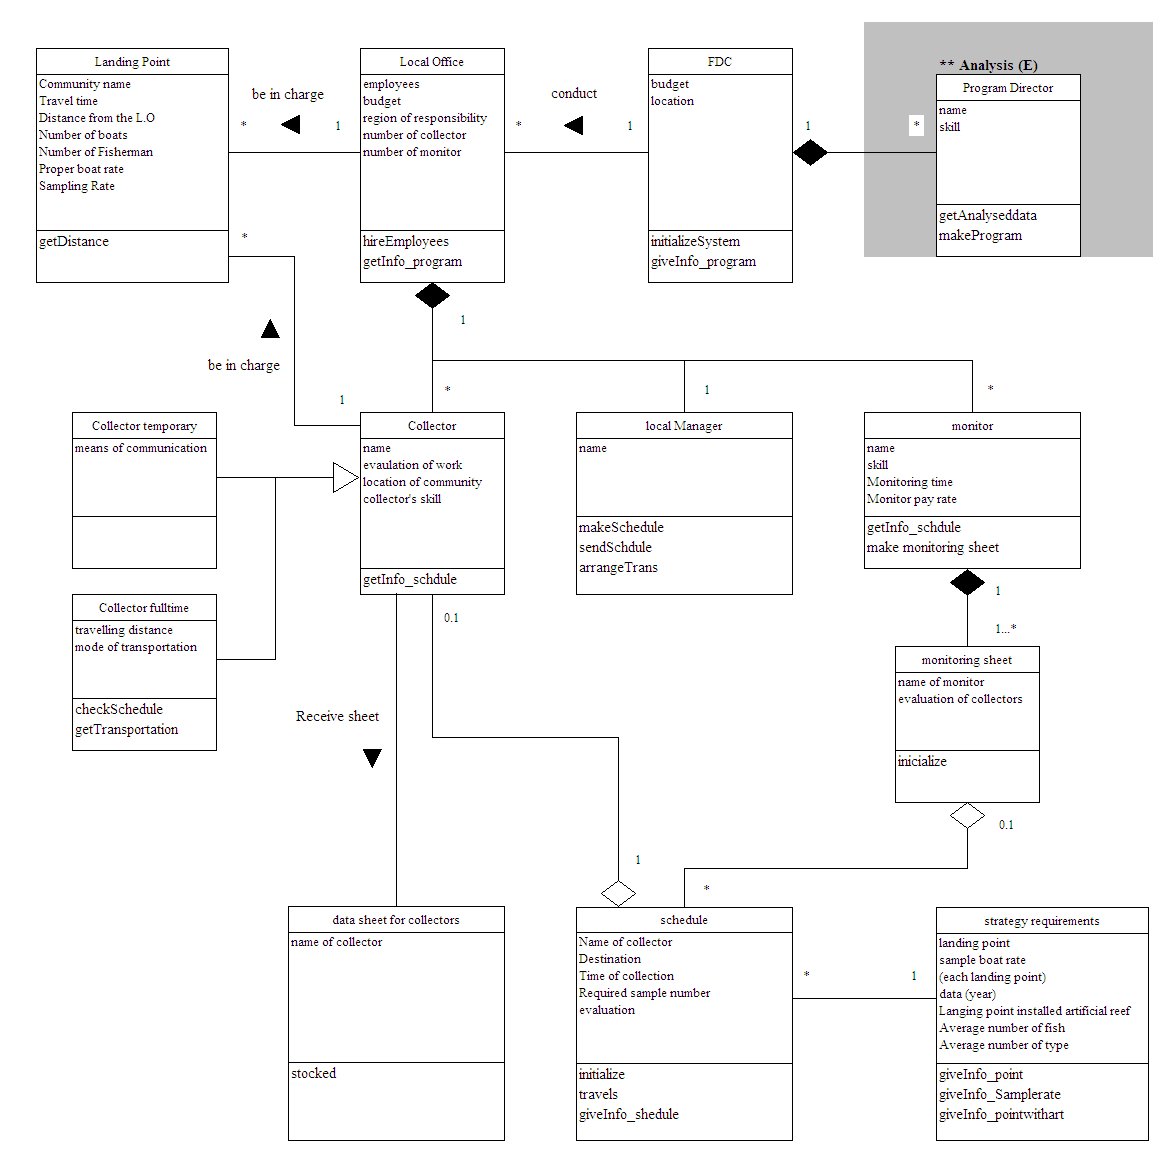 ** Analysis (E)
Landing Point
Community name
Travel time
Distance from the L.O
Number of boats
Number of Fisherman
Proper boat rate
Sampling Rate
getDistance
be in charge
*
1
Local Office
employees
budget
region of responsibility
number of collector
number of monitor
hireEmployees
getInfo_program
conduct
*
1
FDC
budget
location
initializeSystem
giveInfo_program
1
*
Program Director
name
skill
getAnalyseddata
makeProgram
*
be in charge
1
1
*
1
*
Collector temporary
means of communication
Collector
name
evaulation of work
location of community
collector's skill
getInfo_schdule
local Manager
name
makeSchedule
sendSchdule
arrangeTrans
monitor
name
skill
Monitoring time
Monitor pay rate
getInfo_schdule
make monitoring sheet
Collector fulltime
travelling distance
mode of transportation
checkSchedule
getTransportation
0.1
1
1...*
monitoring sheet
name of monitor
evaluation of collectors
inicialize
Receive sheet
0.1
1
*
data sheet for collectors
name of collector
stocked
schedule
Name of collector
Destination
Time of collection
Required sample number
evaluation
initialize
travels
giveInfo_shedule
*
1
strategy requirements
landing point
sample boat rate
(each landing point)
data (year)
Langing point installed artificial reef
Average number of fish
Average number of type
giveInfo_point
giveInfo_Samplerate
giveInfo_pointwithart